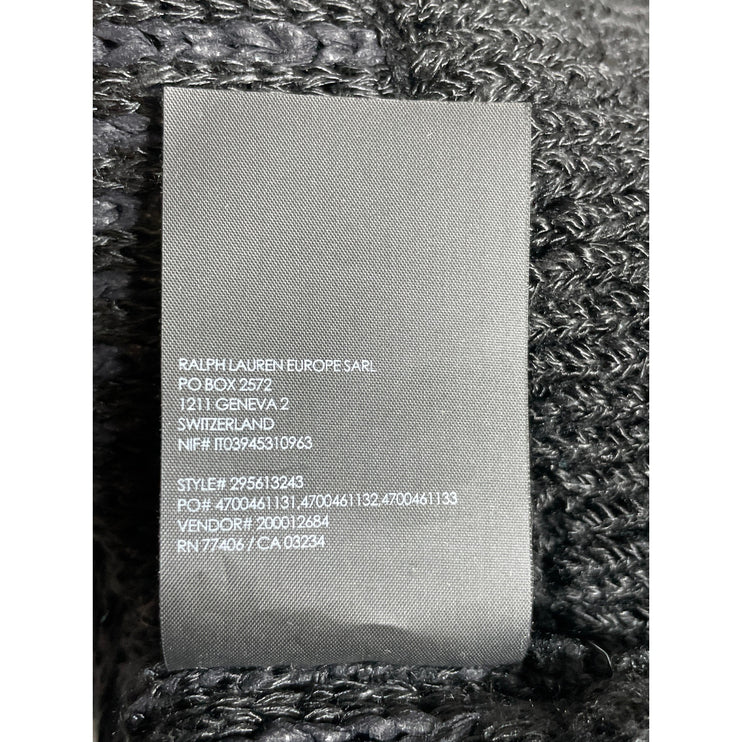 RALPH LAUREN EUROPE SARL
PO BOX 2572
1211 GENEVA 2
SWITZERLAND
NIF# IT03945310963
STYLE# 295613243
PO# 4700461131,4700461132,4700461133
VENDOR# 200012684
RN 77406 / CA 03234